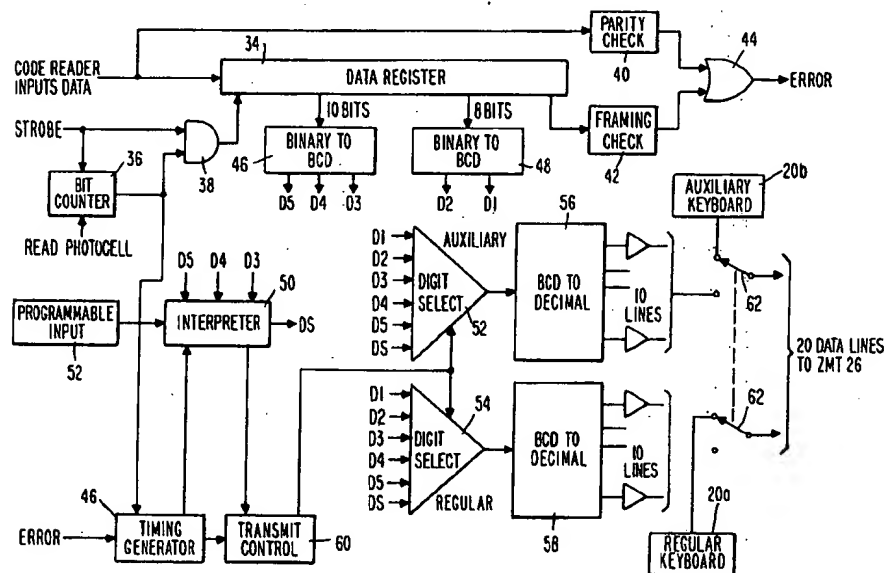 34
PARITY
CHECK
40
44
ERROR
CODE READER
INPUTS DATA
DATA REGISTER
STROBE
36
38
10 BITS
8 BITS
BINARY TO
BCD
46
BINARY TO
BCD
48
FRAMING
CHECK
42
20b
BIT
COUNTER
D5 D4 D3
D2 D1
AUXILIARY
KEYBOARD
READ PHOTOCELL
56
D5 D4 D3
50
PROGRAMMABLE
INPUT
52
INTERPRETER
DS
D1
D2
D3
D4
D5
DS
AUXILIARY
DIGIT
SELECT
52
BCD TO
DECIMAL
10
LINES
62
20 DATA LINES
TO ZMT 26
D1
D2
D3
D4
D5
DS
54
DIGIT
SELECT
REGULAR
BCD TO
DECIMAL
58
10
LINES
62
46
ERROR
TIMING
GENERATOR
TRANSMIT
CONTROL
60
20a
REGULAR
KEYBOARD